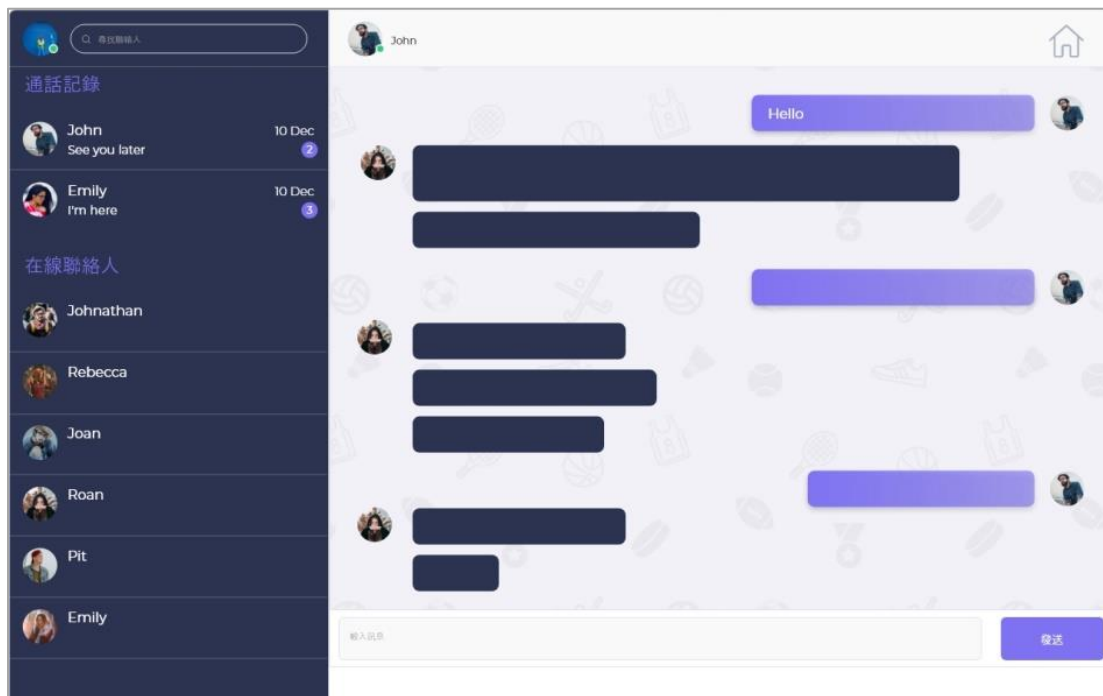 尋找聯絡人
通話記錄
John
10 Dec
See you later
2
Emily
10 Dec
I'm here
3
在線聯絡人
Johnathan
Rebecca
Joan
Roan
Pit
Emily
John
Hello
輸入訊息
發送